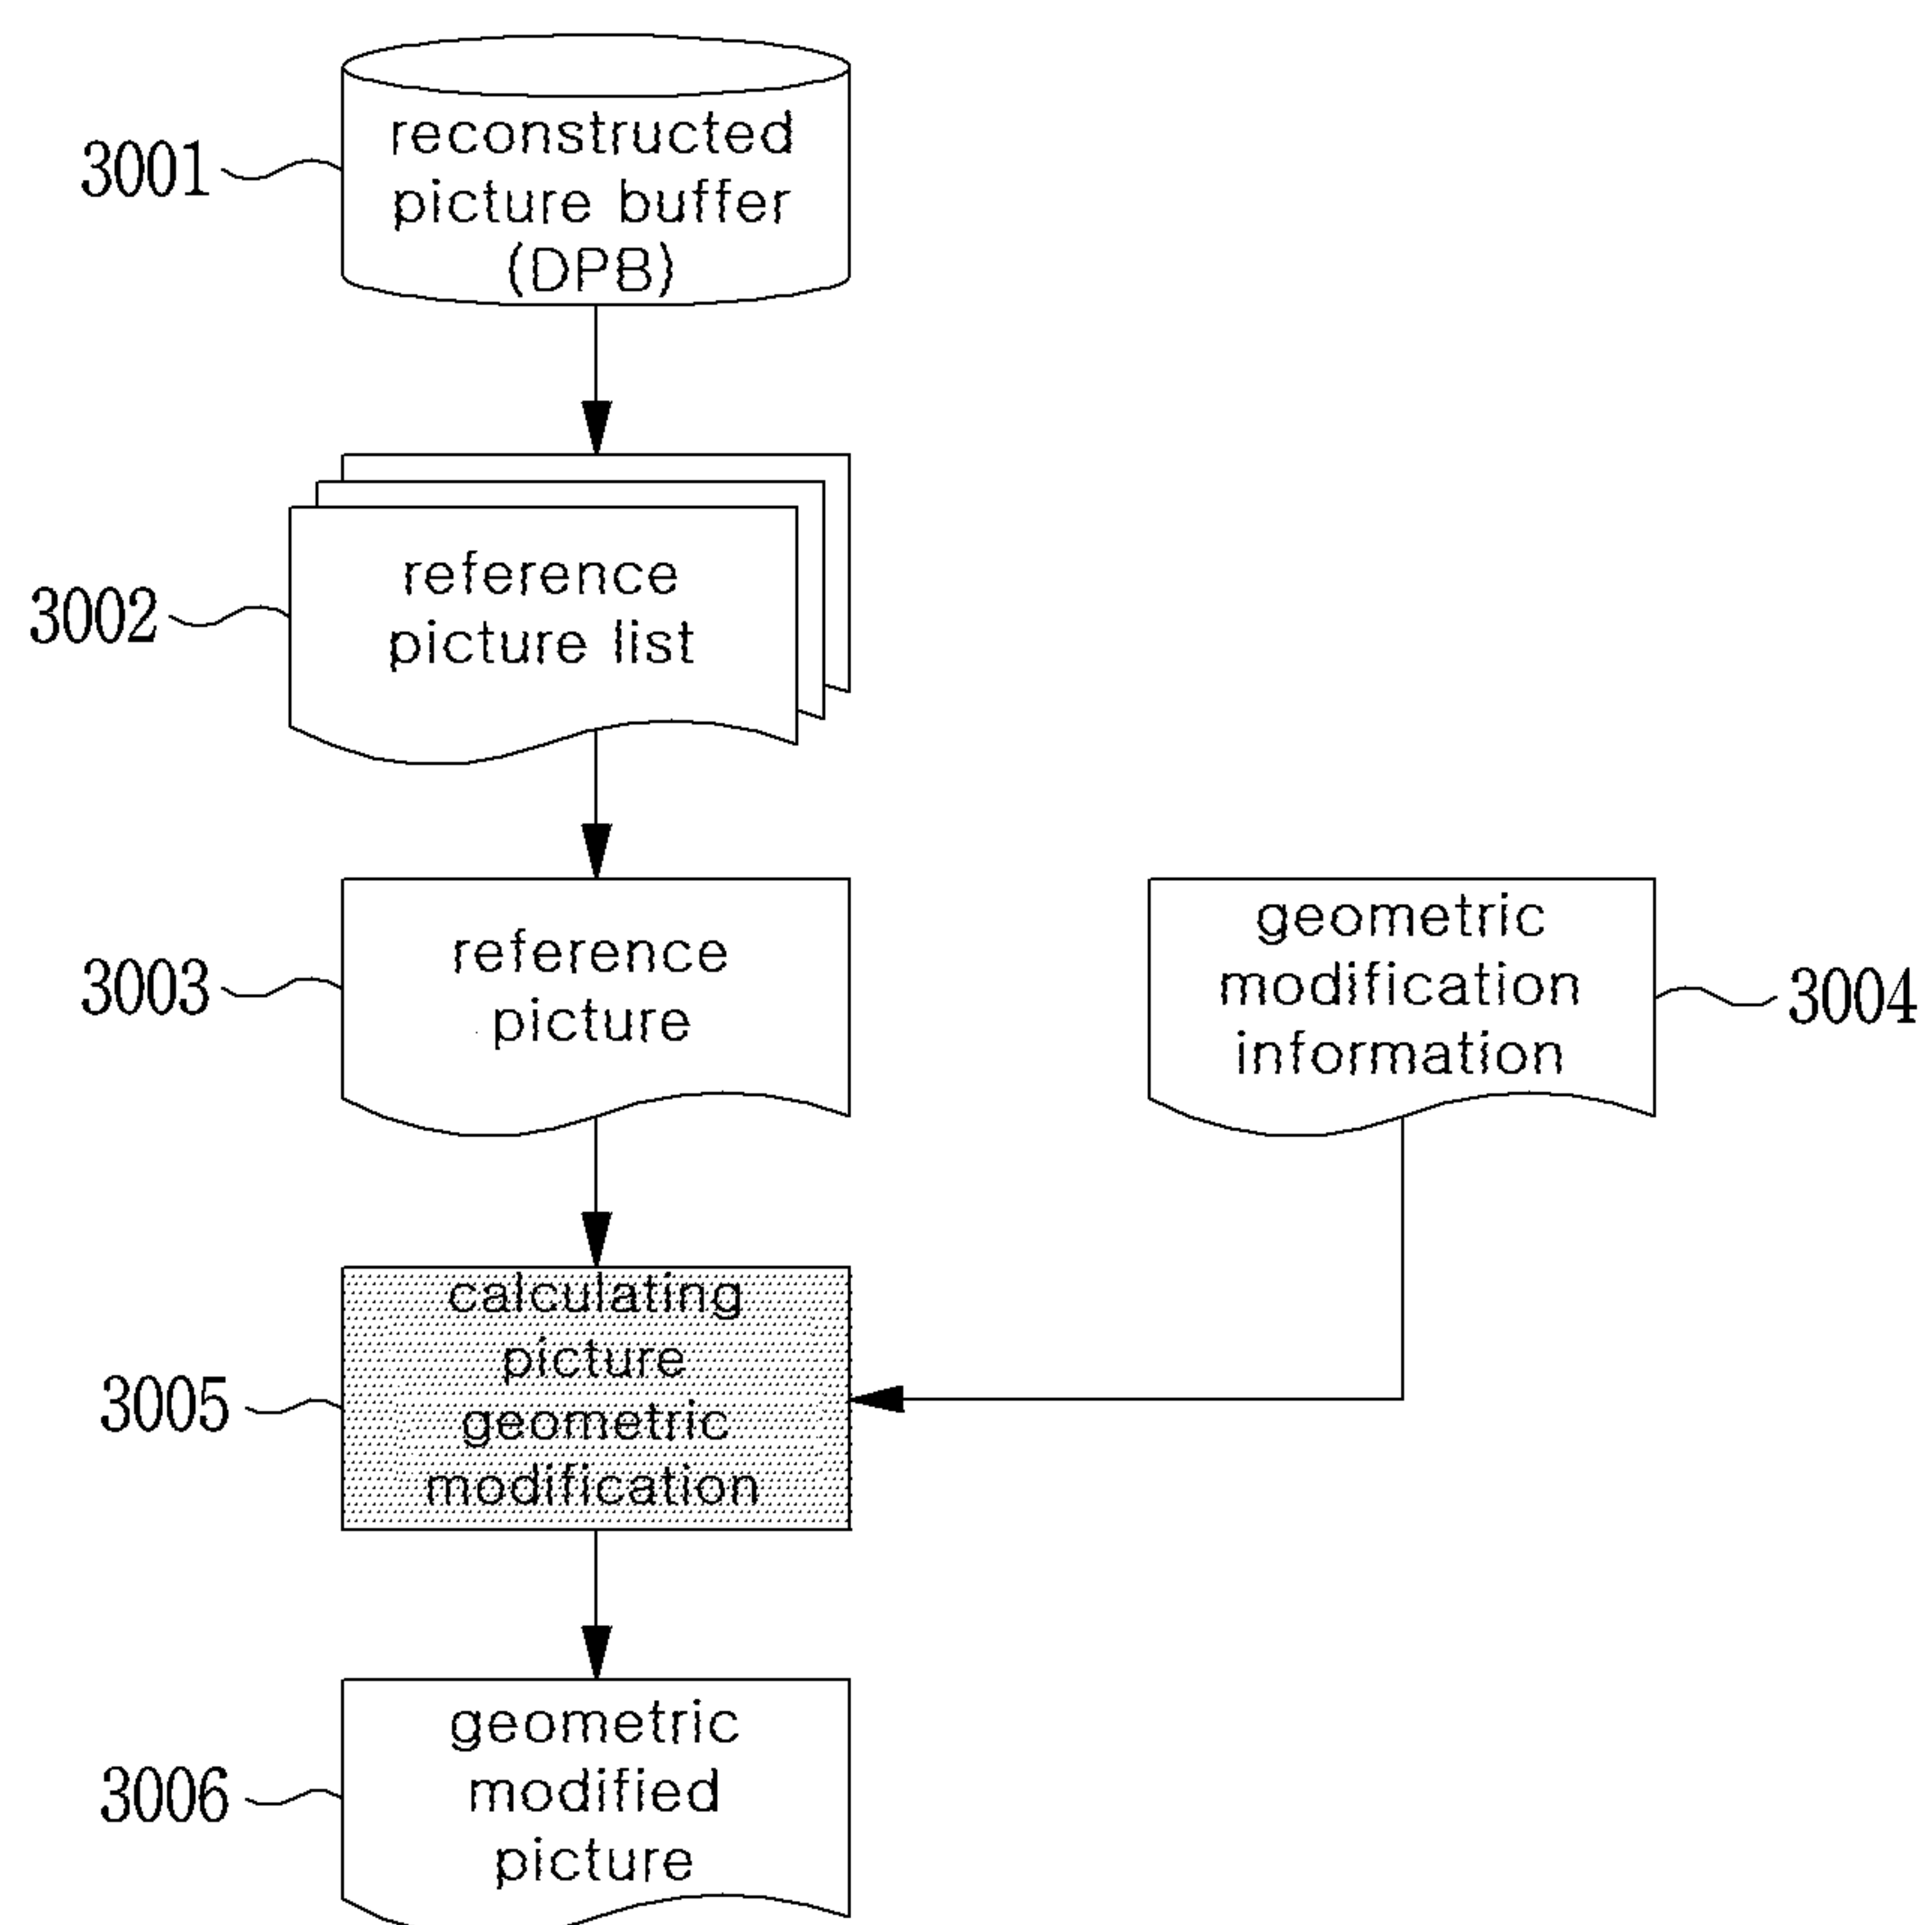 3001
reconstructed
picture buffer
(DPB)
3002
reference
picture list
3003
reference
picture
geometric
modification
information
3004
3005
calculating
picture
geometric
modification
3006
geometric
modified
picture